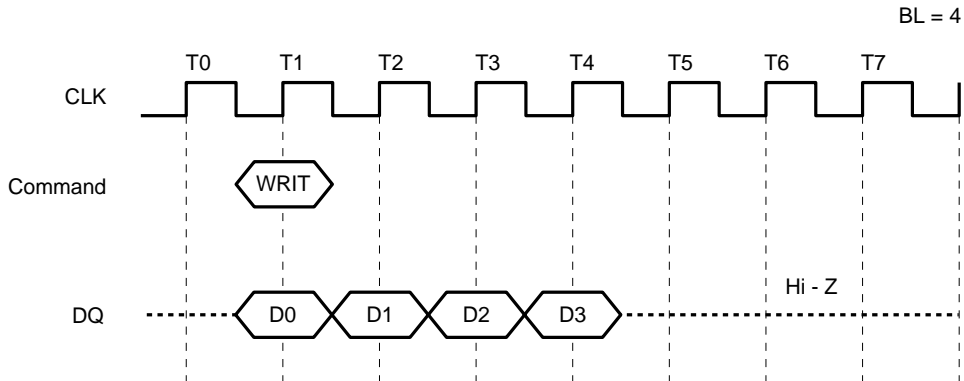 BL = 4
T0 T1 T2 T3 T4 T5 T6 T7
CLK
Command WRIT
Hi - Z
DQ D0 D1 D2 D3